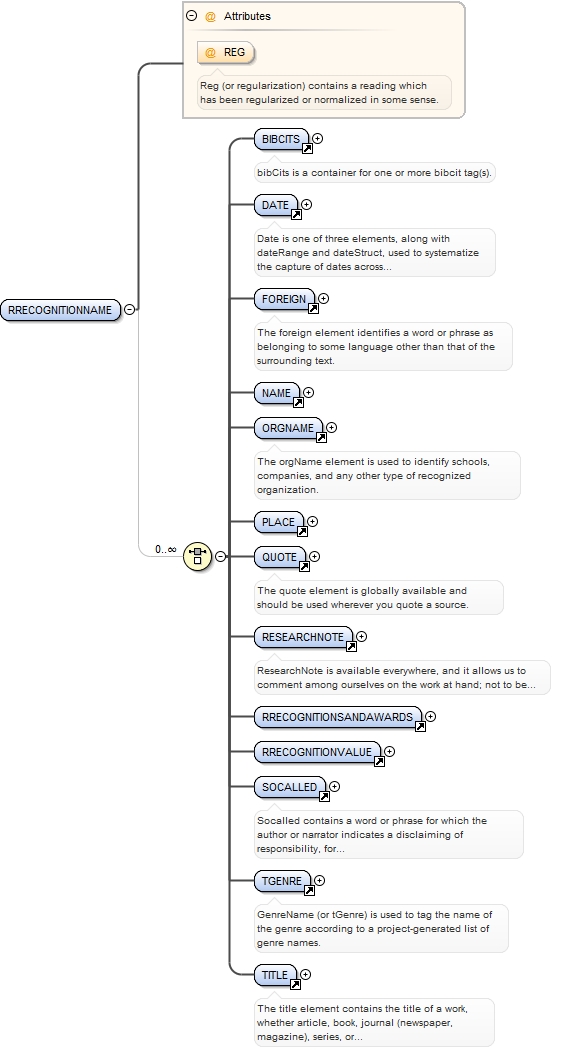 Attributes
@ REG
Reg (or regularization) contains a reading which
has been regularized or normalized in some sense.
BIBCITS
bibCits is a container for one or more bibcit tag(s).
DATE
Date is one of three elements, along with
dateRange and dateStruct, used to systematize
the capture of dates across...
FOREIGN
The foreign element identifies a word or phrase as
belonging to some language other than that of the
surrounding text.
RRECOGNITIONNAME
NAME
ORGNAME
The orgName element is used to identify schools,
companies, and any other type of recognized
organization.
PLACE
0..∞
QUOTE
The quote element is globally available and
should be used wherever you quote a source.
RESEARCHNOTE
ResearchNote is available everywhere, and it allows us to
comment among ourselves on the work at hand; not to be...
RRECOGNITIONSANDAWARDS
RRECOGNITIONVALUE
SOCALLED
Socalled contains a word or phrase for which the
author or narrator indicates a disclaiming of
responsibility, for...
TGENRE
GenreName (or tGenre) is used to tag the name of
the genre according to a project-generated list of
genre names.
TITLE
The title element contains the title of a work,
whether article, book, journal (newspaper,
magazine), series, or...